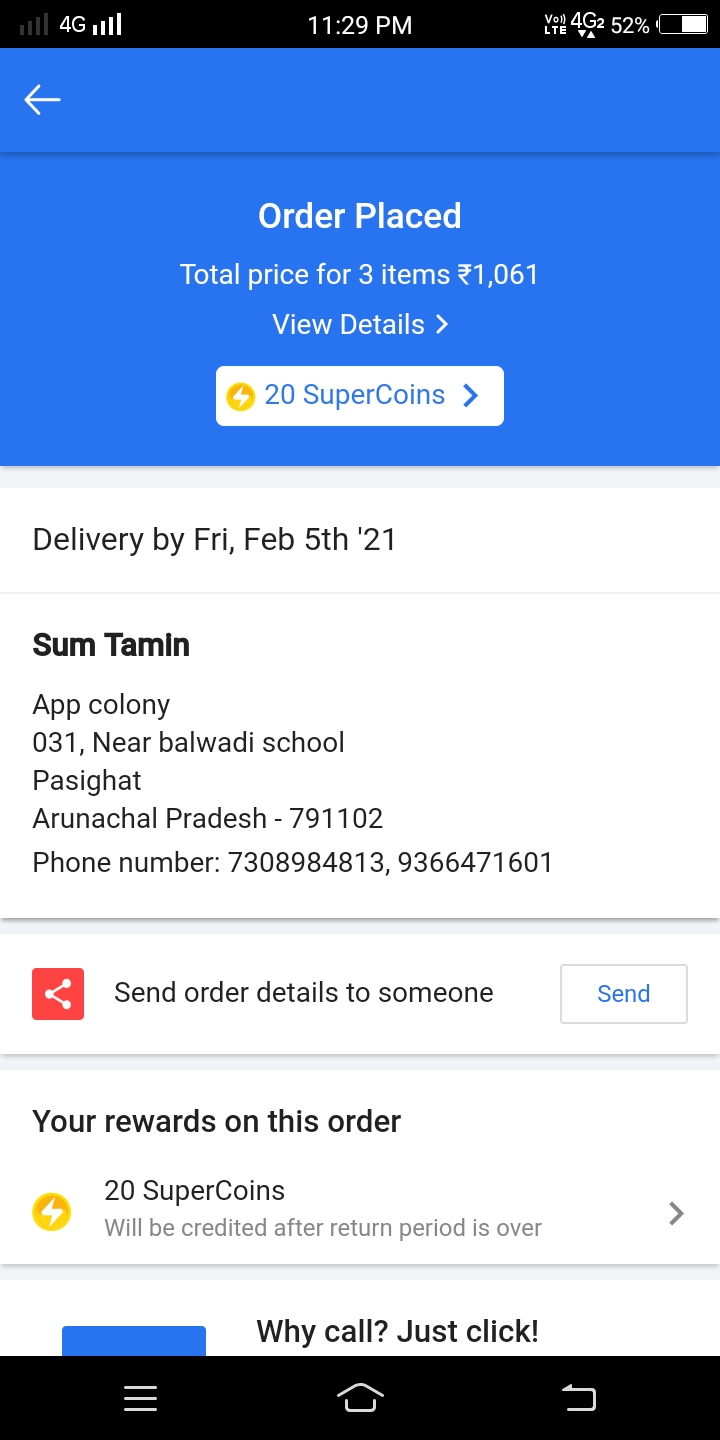 4G 11:29 PM Vo)) LTE 4G2 52%
Order Placed
Total price for 3 items ₹1,061
View Details
20 SuperCoins
Delivery by Fri, Feb 5th '21
Sum Tamin
App colony
031, Near balwadi school
Pasighat
Arunachal Pradesh - 791102
Phone number: 7308984813, 9366471601
Send order details to someone Send
Your rewards on this order
20 SuperCoins
Will be credited after return period is over
Why call? Just click!